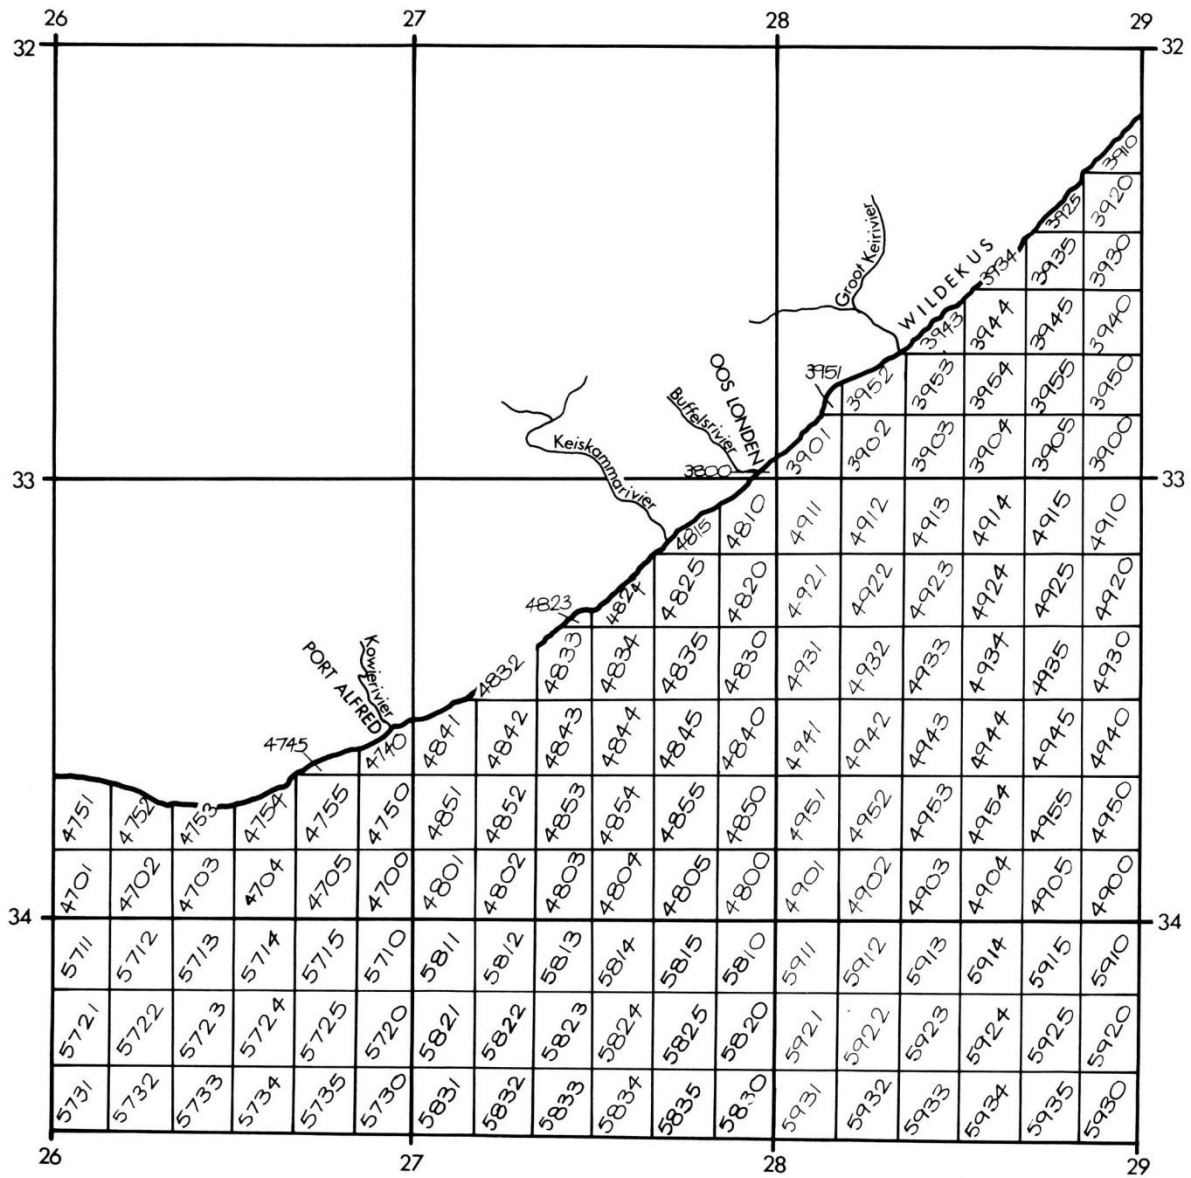 26 27 28 29
32 32
3910
3925 3920
Groot Keirivier
WILDEKUS
3934 3935 3930
3943 3944 3945 3940
OOS LONDEN
Buffelsrivier
3951 3952 3953 3954 3955 3950
Keiskammarivier
3901 3902 3903 3904 3905 3900
3800
33 33
4815 4810 4911 4912 4913 4914 4915 4910
4823 4824 4825 4820 4921 4922 4923 4924 4925 4920
Kowierivier
PORT ALFRED
4832 4833 4834 4835 4830 4931 4932 4933 4934 4935 4930
4745 4740 4841 4842 4843 4844 4845 4840 4941 4942 4943 4944 4945 4940
4751 4752 4753 4754 4755 4750 4851 4852 4853 4854 4855 4850 4951 4952 4953 4954 4955 4950
4701 4702 4703 4704 4705 4700 4801 4802 4803 4804 4805 4800 4901 4902 4903 4904 4905 4900
34 34
5711 5712 5713 5714 5715 5710 5811 5812 5813 5814 5815 5810 5911 5912 5913 5914 5915 5910
5721 5722 5723 5724 5725 5720 5821 5822 5823 5824 5825 5820 5921 5922 5923 5924 5925 5920
5731 5732 5733 5734 5735 5730 5831 5832 5833 5834 5835 5830 5931 5932 5933 5934 5935 5930
26 27 28 29